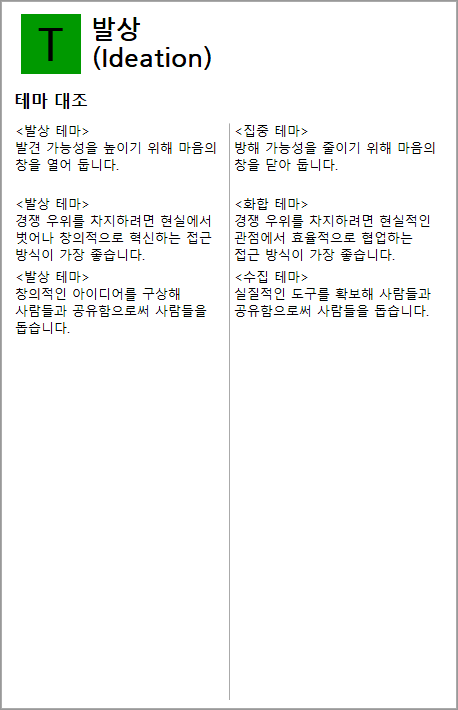 T
발상
(Ideation)
테마 대조
<발상 테마>
발견 가능성을 높이기 위해 마음의
창을 열어 둡니다.
<집중 테마>
방해 가능성을 줄이기 위해 마음의
창을 닫아 둡니다.
<발상 테마>
경쟁 우위를 차지하려면 현실에서
벗어나 창의적으로 혁신하는 접근
방식이 가장 좋습니다.
<화합 테마>
경쟁 우위를 차지하려면 현실적인
관점에서 효율적으로 협업하는
접근 방식이 가장 좋습니다.
<발상 테마>
창의적인 아이디어를 구상해
사람들과 공유함으로써 사람들을
돕습니다.
<수집 테마>
실질적인 도구를 확보해 사람들과
공유함으로써 사람들을 돕습니다.